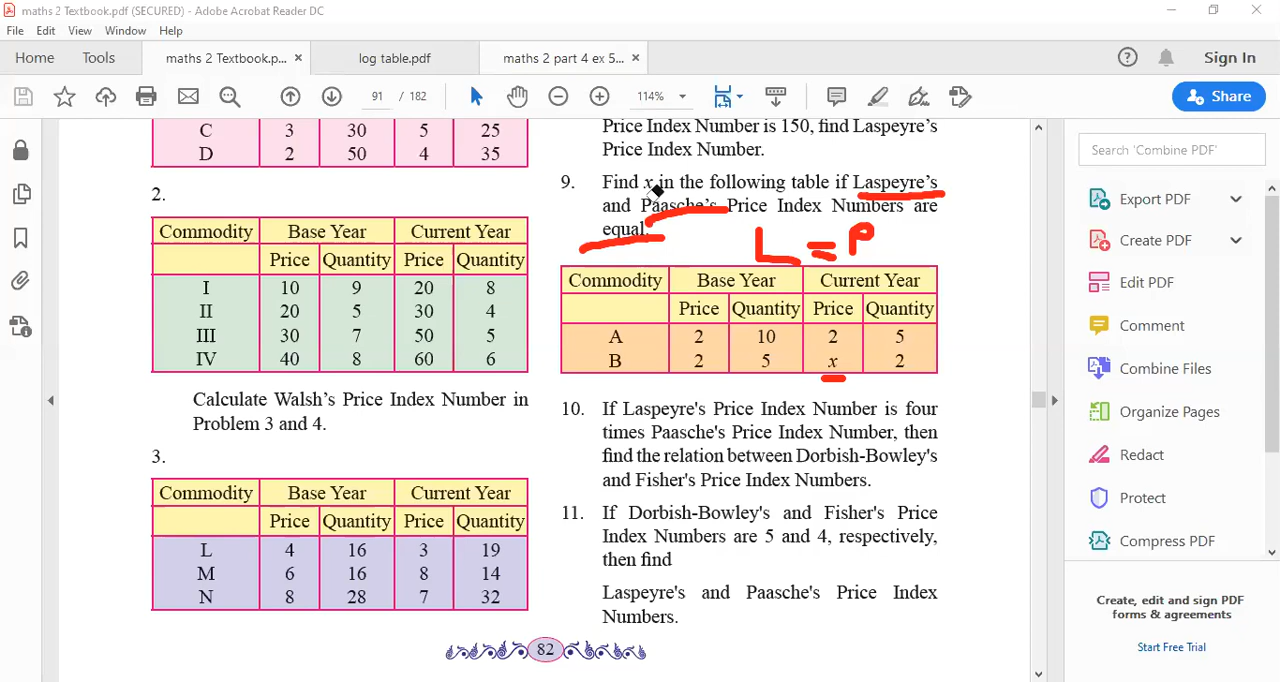 maths 2 Textbook.pdf (SECURED) - Adobe Acrobat Reader DC
File Edit View Window Help
Home Tools maths 2 Textbook.p... × log table.pdf maths 2 part 4 ex 5... × Sign In
91 / 182 114% Share
C 3 30 5 25
D 2 50 4 35
2.
Commodity Base Year Current Year
Price Quantity Price Quantity
I 10 9 20 8
II 20 5 30 4
III 30 7 50 5
IV 40 8 60 6
Calculate Walsh's Price Index Number in
Problem 3 and 4.
3.
Commodity Base Year Current Year
Price Quantity Price Quantity
L 4 16 3 19
M 6 16 8 14
N 8 28 7 32
Price Index Number is 150, find Laspeyre's
Price Index Number.
9. Find x in the following table if Laspeyre's
and Paasche's Price Index Numbers are
equal.
L = P
Commodity Base Year Current Year
Price Quantity Price Quantity
A 2 10 2 5
B 2 5 x 2
10. If Laspeyre's Price Index Number is four
times Paasche's Price Index Number, then
find the relation between Dorbish-Bowley's
and Fisher's Price Index Numbers.
11. If Dorbish-Bowley's and Fisher's Price
Index Numbers are 5 and 4, respectively,
then find
Laspeyre's and Paasche's Price Index
Numbers.
82
Search 'Combine PDF'
Export PDF
Create PDF
Edit PDF
Comment
Combine Files
Organize Pages
Redact
Protect
Compress PDF
Create, edit and sign PDF
forms & agreements
Start Free Trial